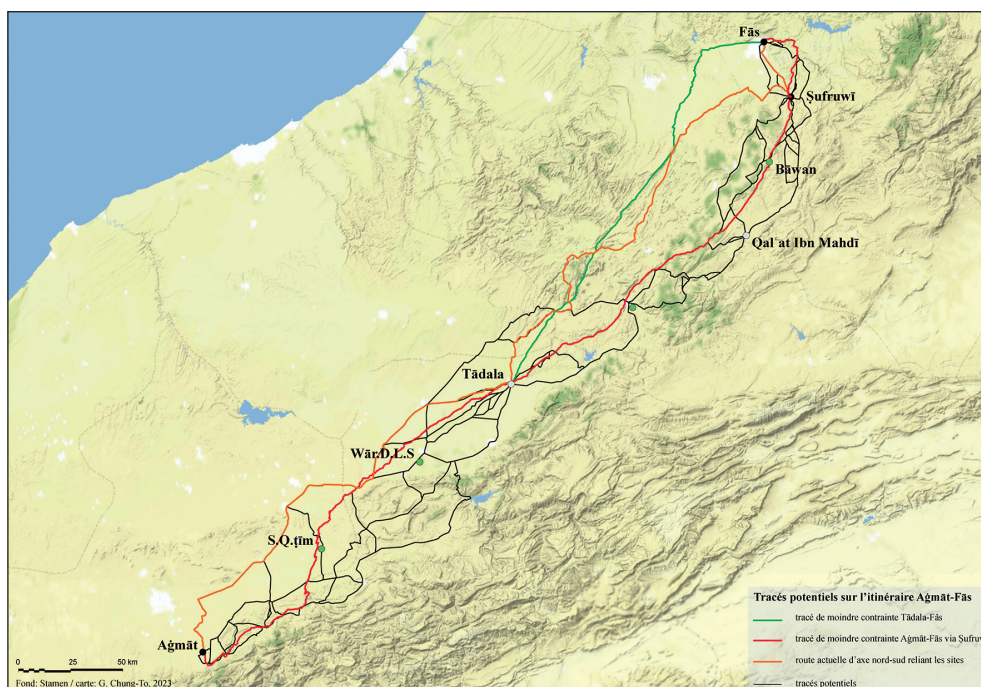 Fās
Ṣufruwī
Bāwan
Qalʿat Ibn Mahdī
Tādala
Wār.D.L.S
S.Q.ṭīm
Aġmāt
Tracés potentiels sur l'itinéraire Aġmāt-Fās
tracé de moindre contrainte Tādala-Fās
tracé de moindre contrainte Aġmāt-Fās via Ṣufruw
route actuelle d'axe nord-sud reliant les sites
tracés potentiels
0 25 50 km
Fond: Stamen / carte: G. Chung-To, 2023